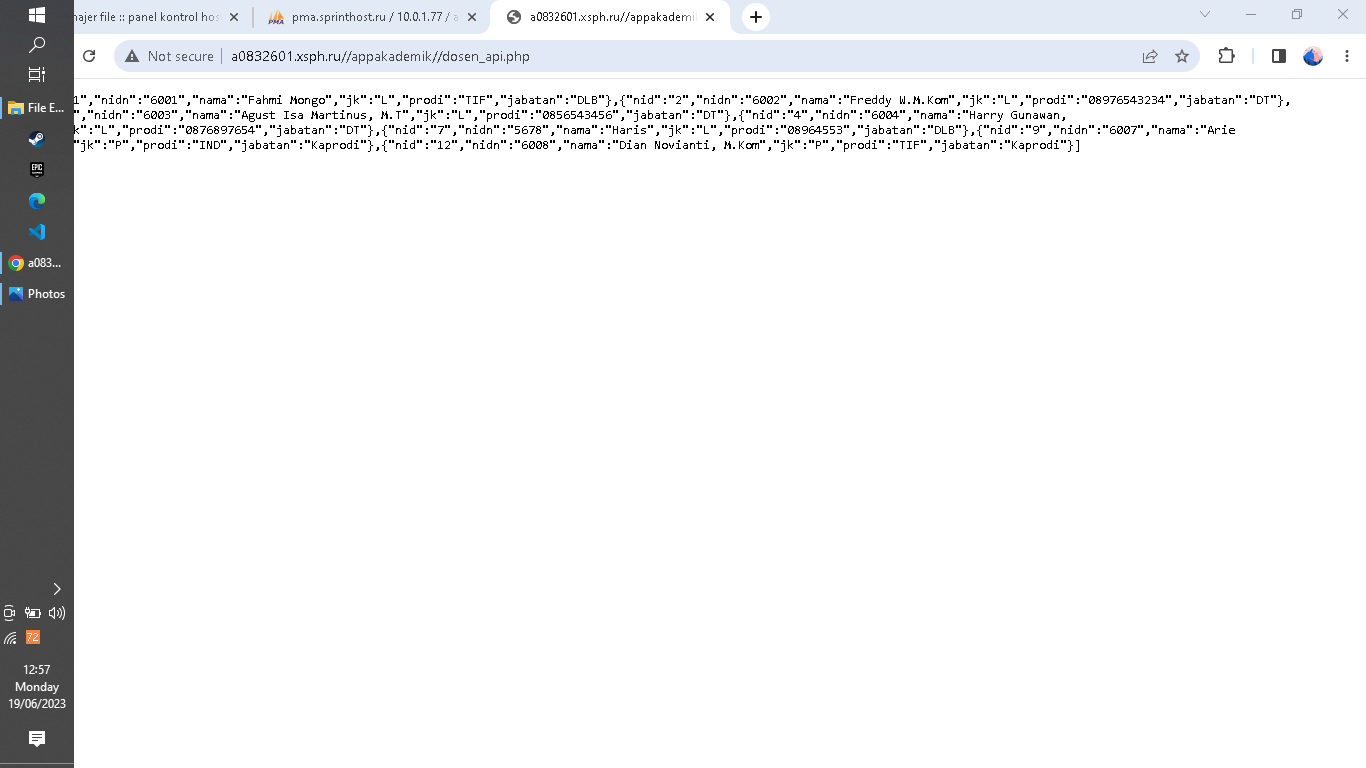 najer file :: panel kontrol hos
pma.sprinthost.ru / 10.0.1.77 / a
a0832601.xsph.ru//appakademi
Not secure
a0832601.xsph.ru//appakademik//dosen_api.php
1","nidn":"6001","nama":"Fahmi Mongo","jk":"L","prodi":"TIF","jabatan":"DLB"},{"nid":"2","nidn":"6002","nama":"Freddy W.M.Kom","jk":"L","prodi":"08976543234","jabatan":"DT"},
,"nidn":"6003","nama":"Agust Isa Martinus, M.T","jk":"L","prodi":"0856543456","jabatan":"DT"},{"nid":"4","nidn":"6004","nama":"Harry Gunawan,
k":"L","prodi":"0876897654","jabatan":"DT"},{"nid":"7","nidn":"5678","nama":"Haris","jk":"L","prodi":"08964553","jabatan":"DLB"},{"nid":"9","nidn":"6007","nama":"Arie
"jk":"P","prodi":"IND","jabatan":"Kaprodi"},{"nid":"12","nidn":"6008","nama":"Dian Novianti, M.Kom","jk":"P","prodi":"TIF","jabatan":"Kaprodi"}]
File E...
EPIC
a083...
Photos
72
12:57
Monday
19/06/2023